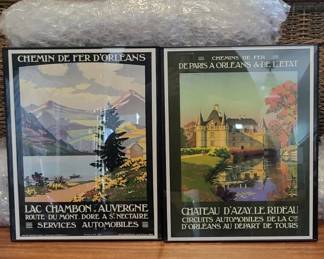 CHEMIN DE FER D'ORLEANS
LAC CHAMBON. AUVERGNE
ROUTE DU MONT. DORE A ST NECTAIRE
SERVICES AUTOMOBILES
CHEMINS DE FER
DE PARIS A ORLEANS & DE L'ETAT
CHATEAU D'AZAY. LE. RIDEAU
CIRCUITS AUTOMOBILES DE LA CIE
D'ORLEANS AU DEPART DE TOURS